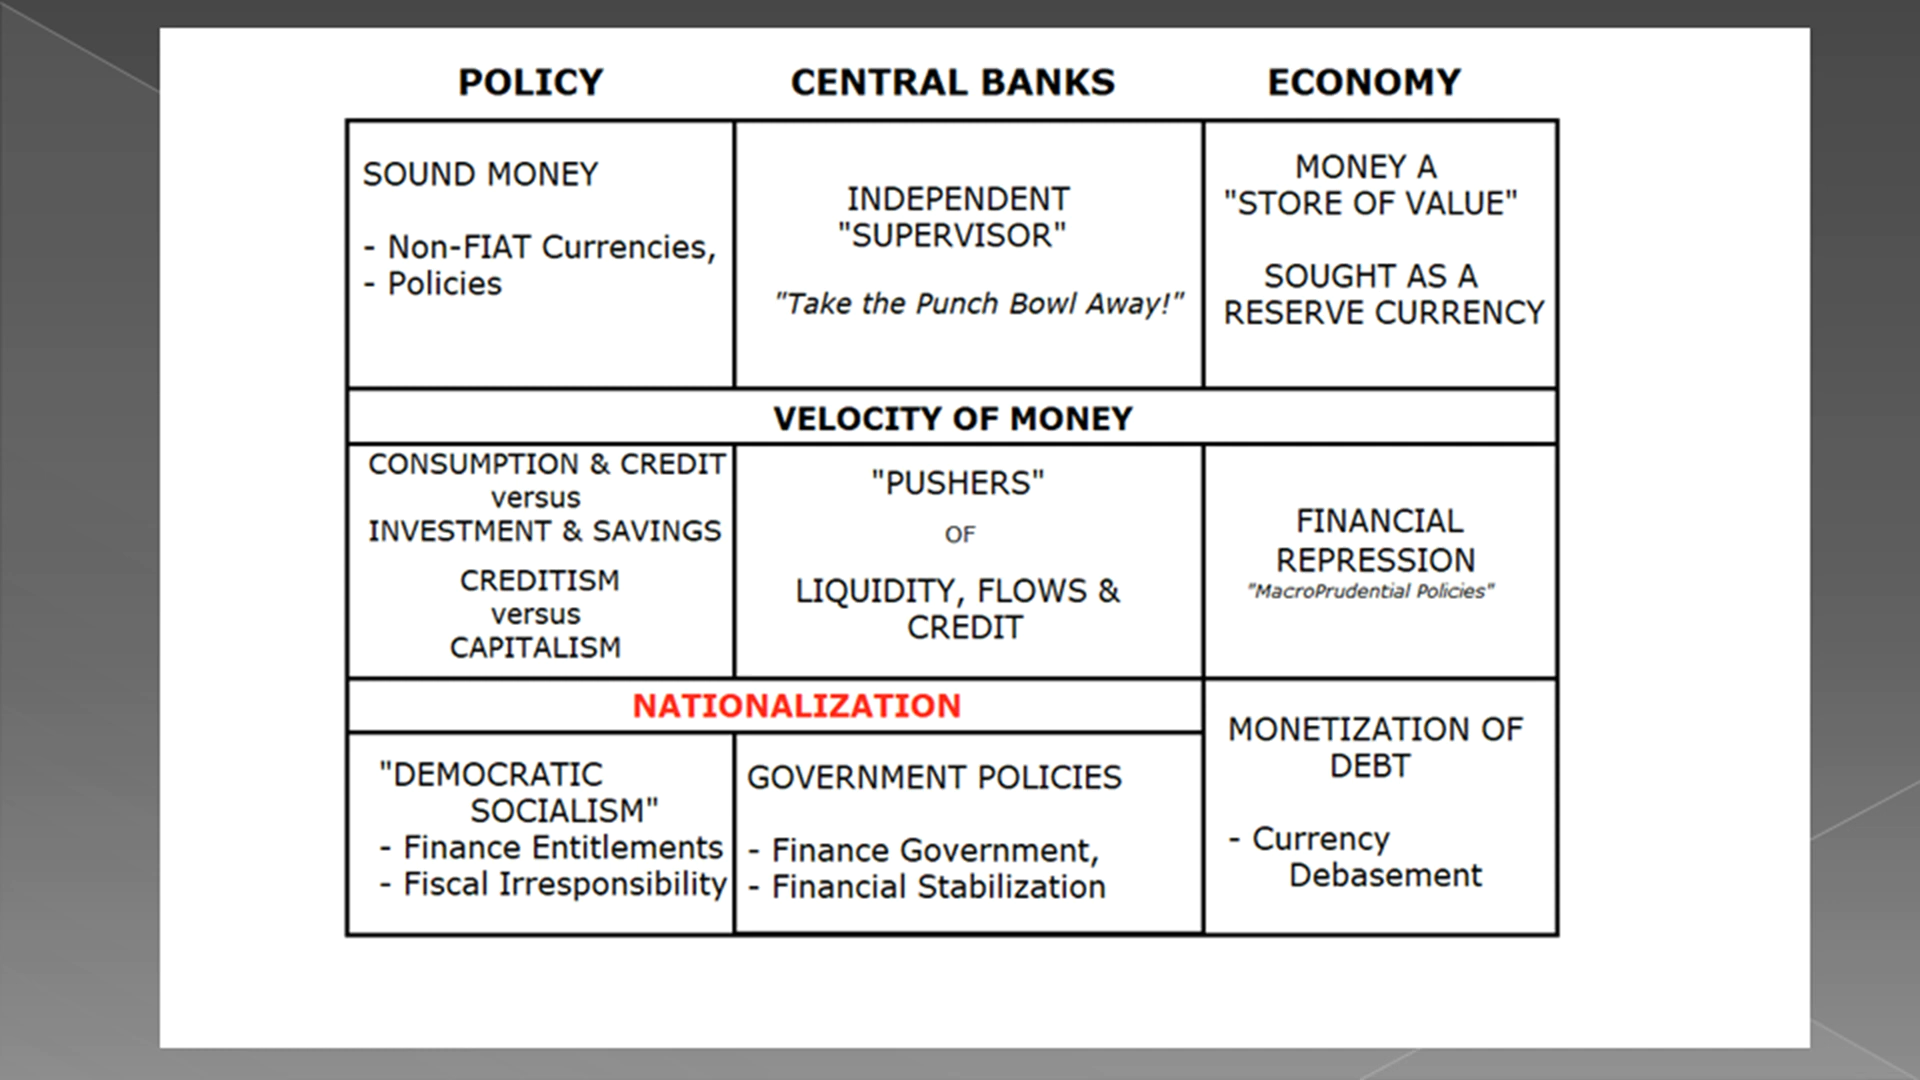 POLICY
CENTRAL BANKS
ECONOMY
SOUND MONEY
- Non-FIAT Currencies,
- Policies
INDEPENDENT
"SUPERVISOR"
"Take the Punch Bowl Away!"
MONEY A
"STORE OF VALUE"
SOUGHT AS A
RESERVE CURRENCY
VELOCITY OF MONEY
CONSUMPTION & CREDIT
versus
INVESTMENT & SAVINGS
CREDITISM
versus
CAPITALISM
"PUSHERS"
OF
LIQUIDITY, FLOWS &
CREDIT
FINANCIAL
REPRESSION
"MacroPrudential Policies"
NATIONALIZATION
"DEMOCRATIC
SOCIALISM"
- Finance Entitlements
- Fiscal Irresponsibility
GOVERNMENT POLICIES
- Finance Government,
- Financial Stabilization
MONETIZATION OF
DEBT
- Currency
Debasement